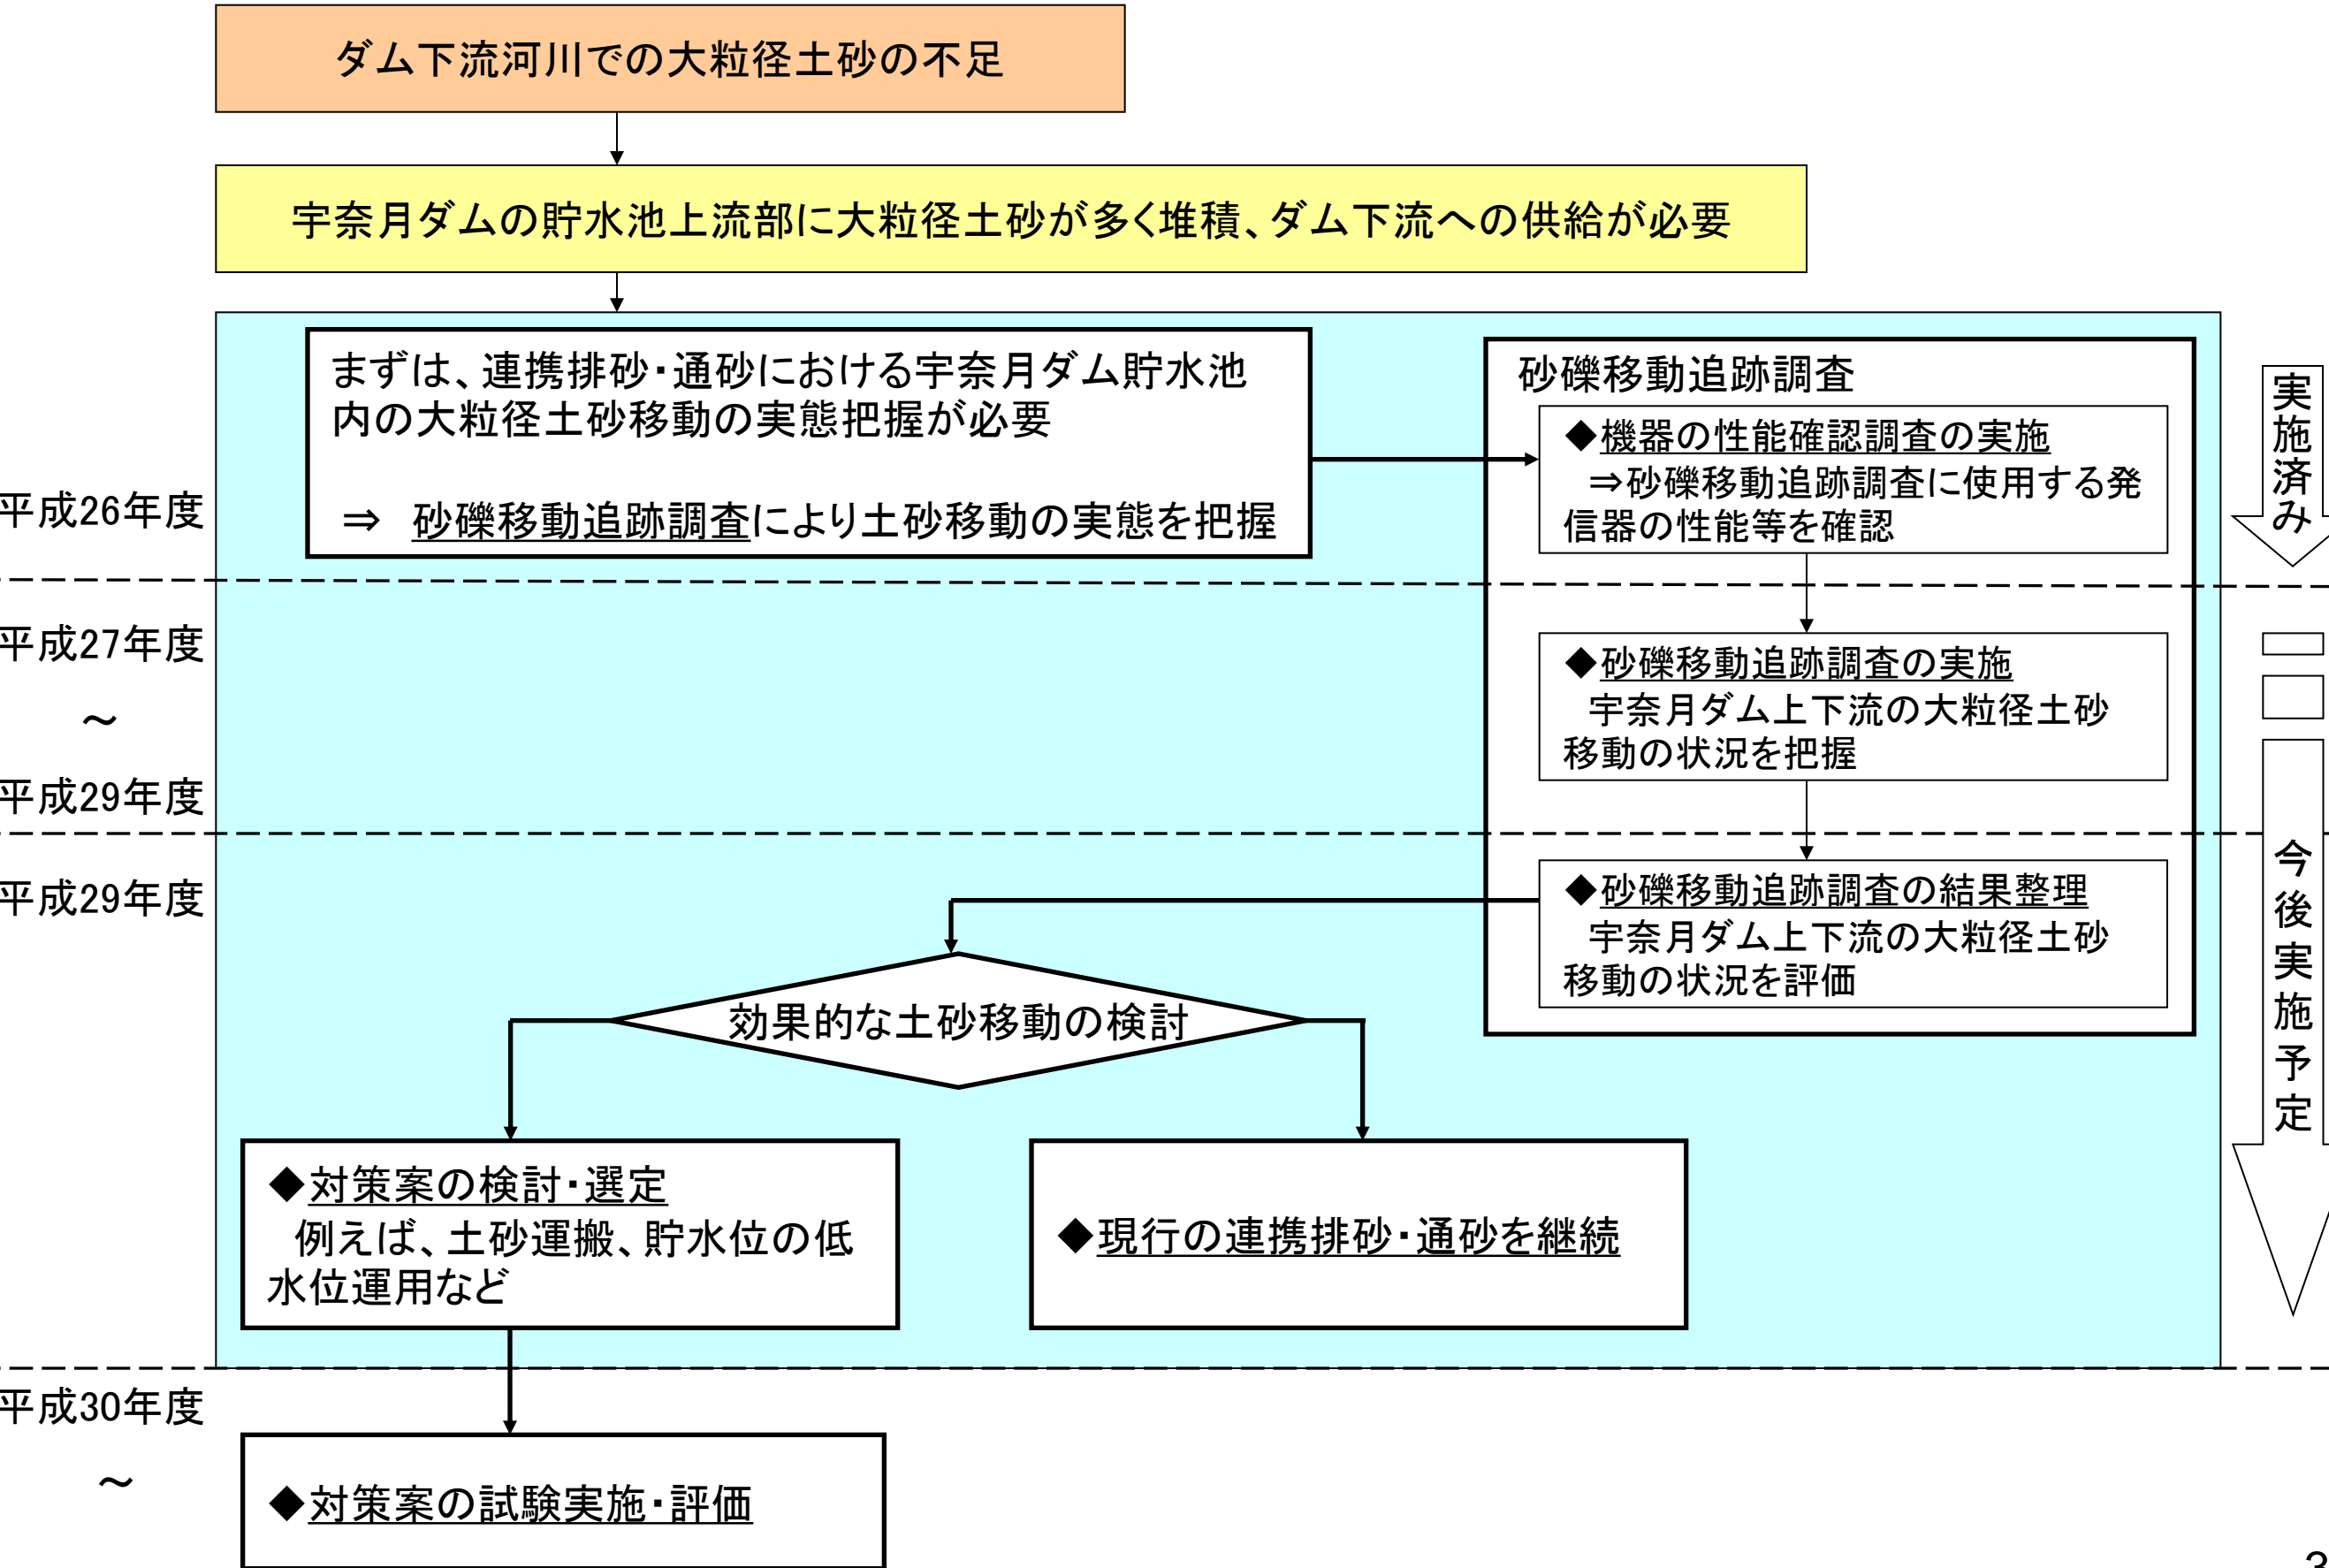 ダム下流河川での大粒径土砂の不足
宇奈月ダムの貯水池上流部に大粒径土砂が多く堆積、ダム下流への供給が必要
まずは、連携排砂・通砂における宇奈月ダム貯水池
内の大粒径土砂移動の実態把握が必要
⇒ 砂礫移動追跡調査により土砂移動の実態を把握
砂礫移動追跡調査
◆機器の性能確認調査の実施
⇒砂礫移動追跡調査に使用する発
信器の性能等を確認
実施済み
平成26年度
平成27年度
～
平成29年度
◆砂礫移動追跡調査の実施
宇奈月ダム上下流の大粒径土砂
移動の状況を把握
平成29年度
◆砂礫移動追跡調査の結果整理
宇奈月ダム上下流の大粒径土砂
移動の状況を評価
今後実施予定
効果的な土砂移動の検討
◆対策案の検討・選定
例えば、土砂運搬、貯水位の低
水位運用など
◆現行の連携排砂・通砂を継続
平成30年度
～
◆対策案の試験実施・評価
3